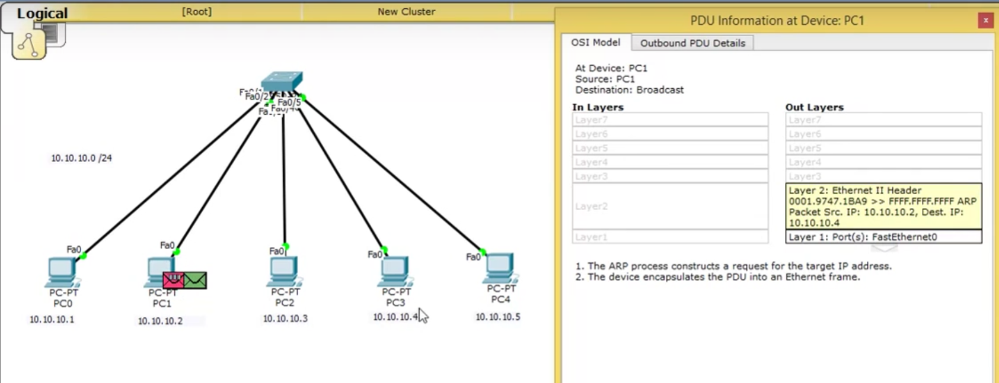 Logical
[Root]
New Cluster
PDU Information at Device: PC1
x
OSI Model
Outbound PDU Details
At Device: PC1
Source: PC1
Destination: Broadcast
In Layers
Out Layers
Layer7
Layer7
Layer6
Layer6
Layer5
Layer5
Layer4
Layer4
Layer3
Layer3
Layer2
Layer 2: Ethernet II Header
0001.9747.1BA9 >> FFFF.FFFF.FFFF ARP
Packet Src. IP: 10.10.10.2, Dest. IP:
10.10.10.4
Layer1
Layer 1: Port(s): FastEthernet0
1. The ARP process constructs a request for the target IP address.
2. The device encapsulates the PDU into an Ethernet frame.
Fa0/2
Fa0/5
10.10.10.0 /24
Fa0
Fa0
Fa0
Fa0
Fa0
PC-PT
PC0
10.10.10.1
PC-PT
PC1
10.10.10.2
PC-PT
PC2
10.10.10.3
PC-PT
PC3
10.10.10.4
PC-PT
PC4
10.10.10.5